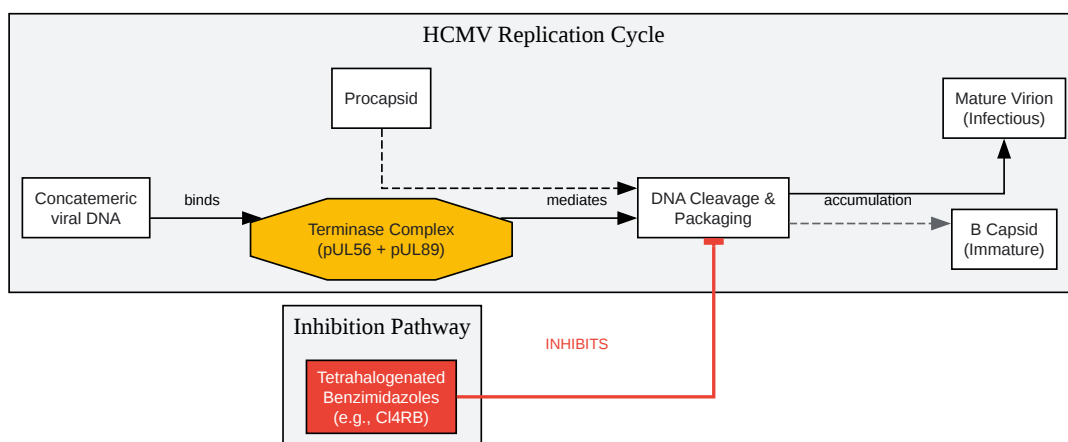 HCMV Replication Cycle
Procapsid
Mature Virion
(Infectious)
Concatemeric
viral DNA
binds
Terminase Complex
(pUL56 + pUL89)
mediates
DNA Cleavage &
Packaging
accumulation
B Capsid
(Immature)
Inhibition Pathway
INHIBITS
Tetrahalogenated
Benzimidazoles
(e.g., Cl4RB)